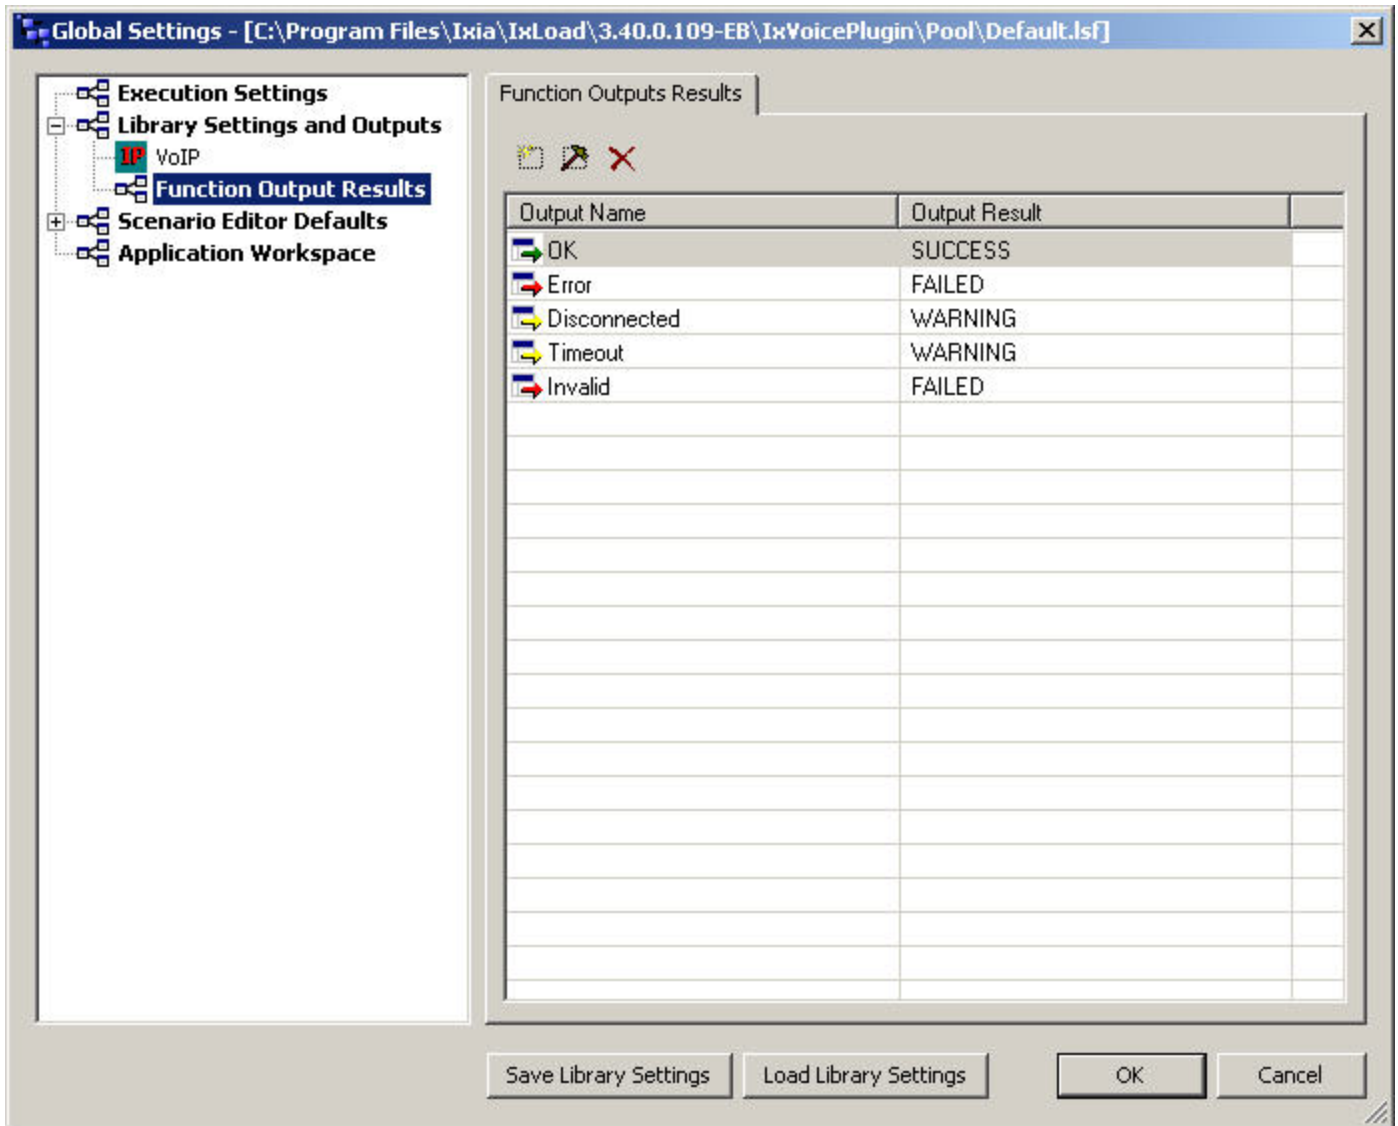 Global Settings - [C:\Program Files\Ixia\IxLoad\3.40.0.109-EB\IxVoicePlugin\Pool\Default.lsf]
Execution Settings
Library Settings and Outputs
IP VoIP
Function Output Results
Scenario Editor Defaults
Application Workspace
Function Outputs Results
Output Name Output Result
OK SUCCESS
Error FAILED
Disconnected WARNING
Timeout WARNING
Invalid FAILED
Save Library Settings Load Library Settings OK Cancel